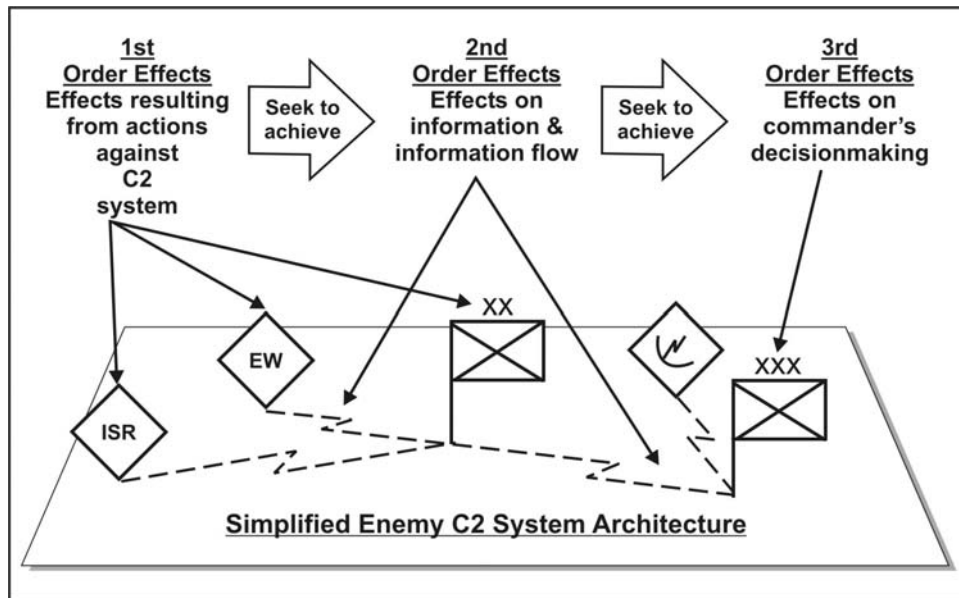 1st
Order Effects
Effects resulting
from actions
against
C2
system
Seek to
achieve
2nd
Order Effects
Effects on
information &
information flow
Seek to
achieve
3rd
Order Effects
Effects on
commander's
decisionmaking
XX
EW
XXX
ISR
Simplified Enemy C2 System Architecture